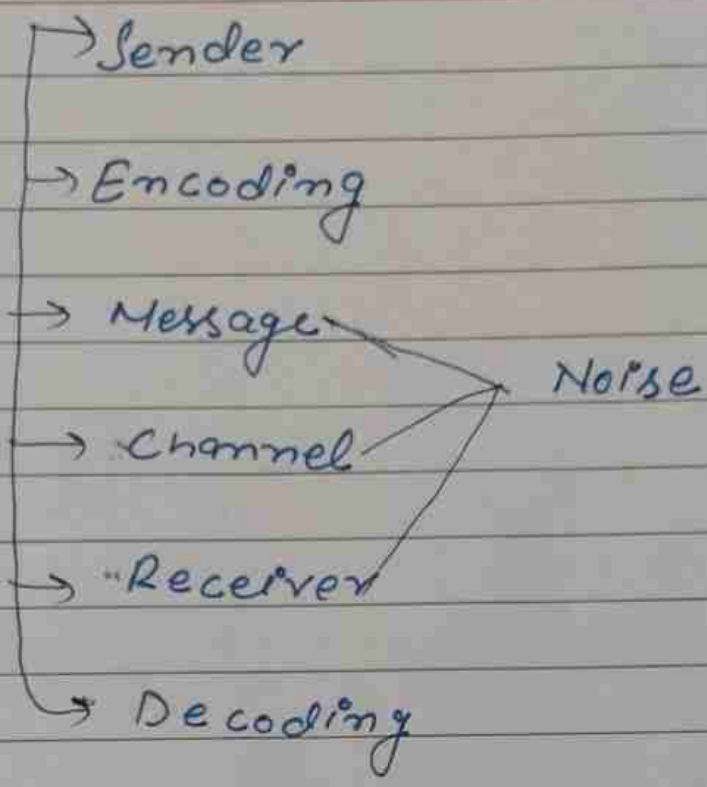 Sender
Encoding
Message
Noise
Channel
Receiver
Decoding